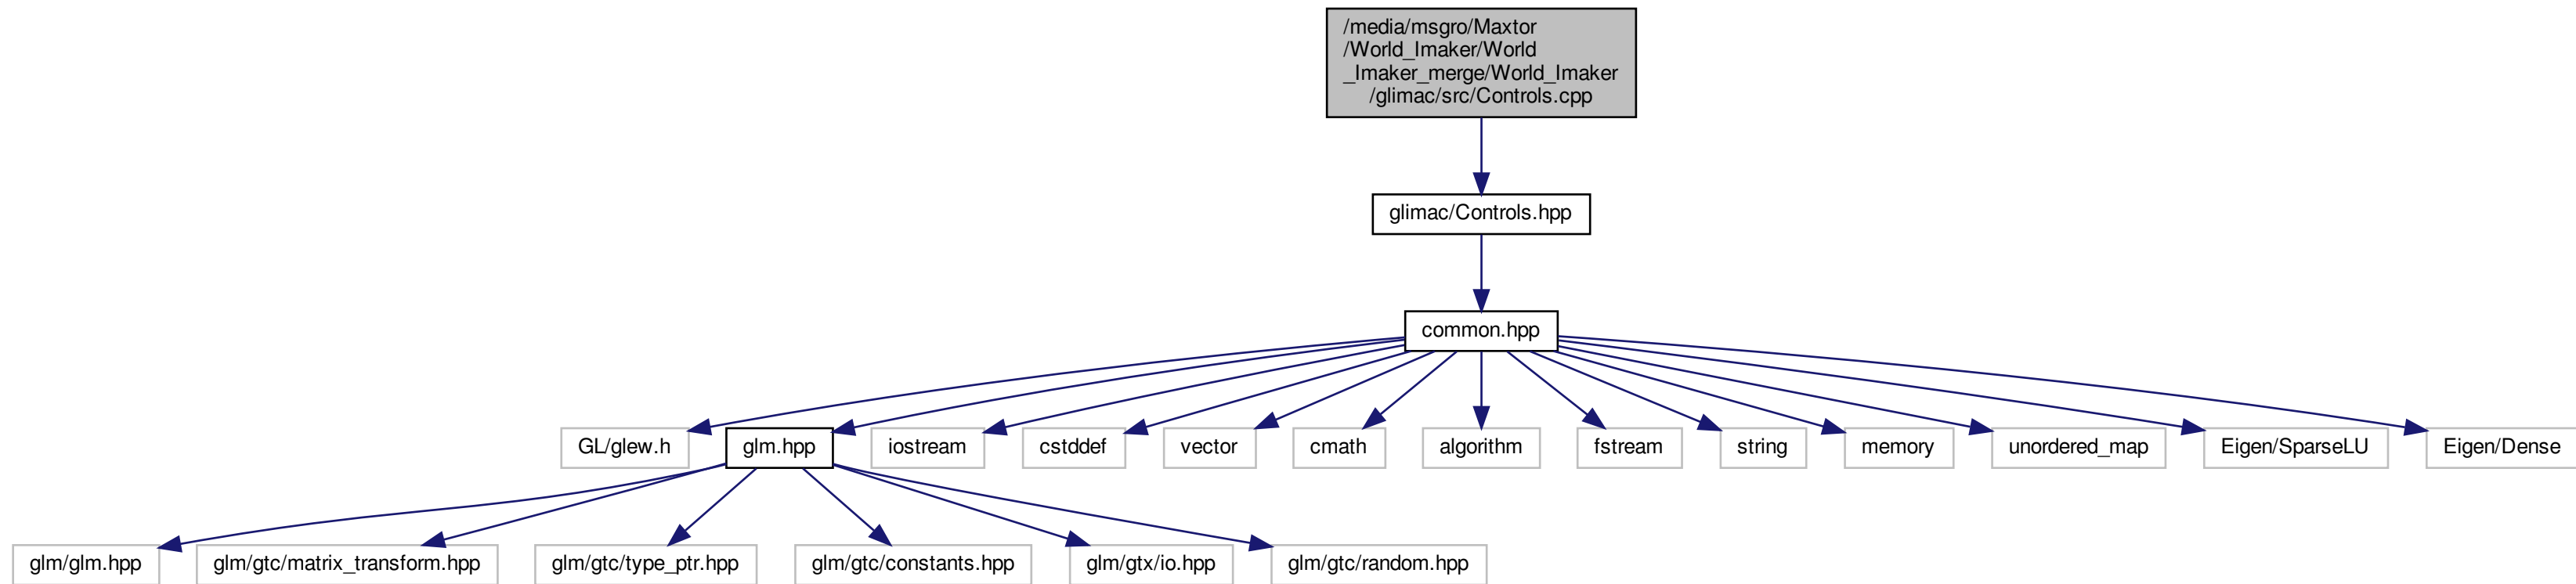 /media/msgro/Maxtor
/World_Imaker/World
_Imaker_merge/World_Imaker
/glimac/src/Controls.cpp
glimac/Controls.hpp
common.hpp
GL/glew.h
glm.hpp
iostream
cstddef
vector
cmath
algorithm
fstream
string
memory
unordered_map
Eigen/SparseLU
Eigen/Dense
glm/glm.hpp
glm/gtc/matrix_transform.hpp
glm/gtc/type_ptr.hpp
glm/gtc/constants.hpp
glm/gtx/io.hpp
glm/gtc/random.hpp